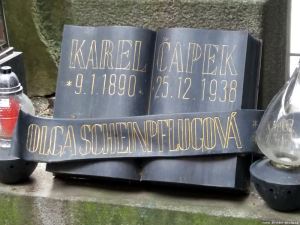 KAREL ČAPEK
*9.1.1890 - 25.12.1938
OLGA SCHEINPFLUGOVÁ